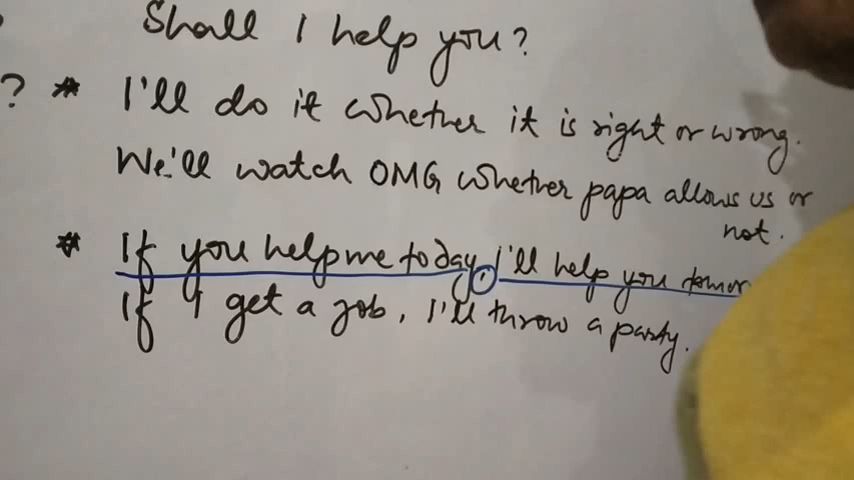 Shall I help you?
? * I'll do it whether it is right or wrong.
We'll watch OMG whether papa allows us or
not.
* If you help me today, I'll help you
If I get a job, I'll throw a party.